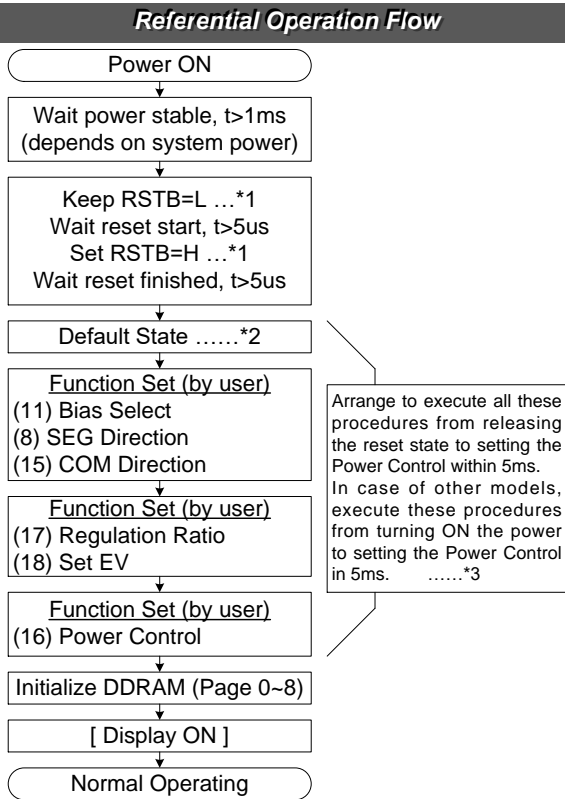 Referential Operation Flow
Power ON
Wait power stable, t>1ms
(depends on system power)
Keep RSTB=L …*1
Wait reset start, t>5us
Set RSTB=H …*1
Wait reset finished, t>5us
Default State ……*2
Function Set (by user)
(11) Bias Select
(8) SEG Direction
(15) COM Direction
Function Set (by user)
(17) Regulation Ratio
(18) Set EV
Function Set (by user)
(16) Power Control
Arrange to execute all these
procedures from releasing
the reset state to setting the
Power Control within 5ms.
In case of other models,
execute these procedures
from turning ON the power
to setting the Power Control
in 5ms. ……*3
Initialize DDRAM (Page 0~8)
[ Display ON ]
Normal Operating